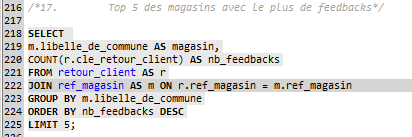 216 /*17. Top 5 des magasins avec le plus de feedbacks*/
217
218 SELECT
219 m.libelle_de_commune AS magasin,
220 COUNT(r.cle_retour_client) AS nb_feedbacks
221 FROM retour_client AS r
222 JOIN ref_magasin AS m ON r.ref_magasin = m.ref_magasin
223 GROUP BY m.libelle_de_commune
224 ORDER BY nb_feedbacks DESC
225 LIMIT 5;